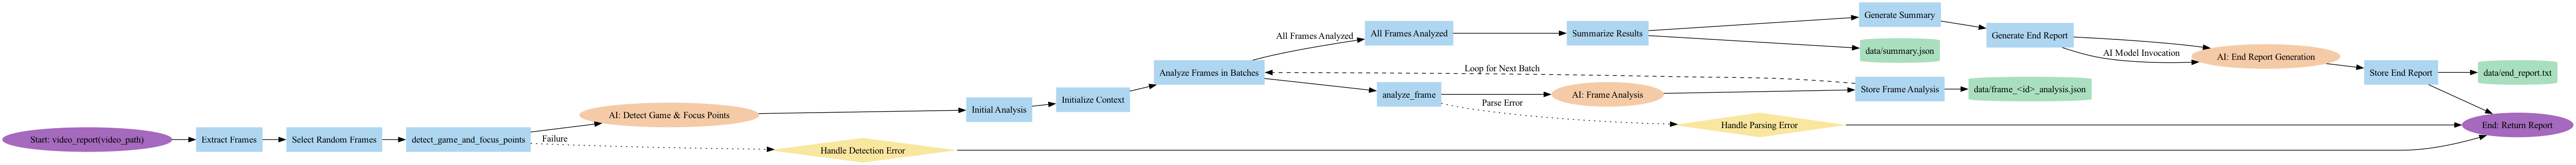 Start: video_report(video_path)
Extract Frames
Select Random Frames
detect_game_and_focus_points
Failure
AI: Detect Game & Focus Points
Handle Detection Error
Initial Analysis
Initialize Context
Analyze Frames in Batches
All Frames Analyzed
All Frames Analyzed
Loop for Next Batch
analyze_frame
Parse Error
AI: Frame Analysis
Summarize Results
Handle Parsing Error
Generate Summary
data/summary.json
Store Frame Analysis
data/frame_<id>_analysis.json
Generate End Report
AI Model Invocation
AI: End Report Generation
Store End Report
data/end_report.txt
End: Return Report